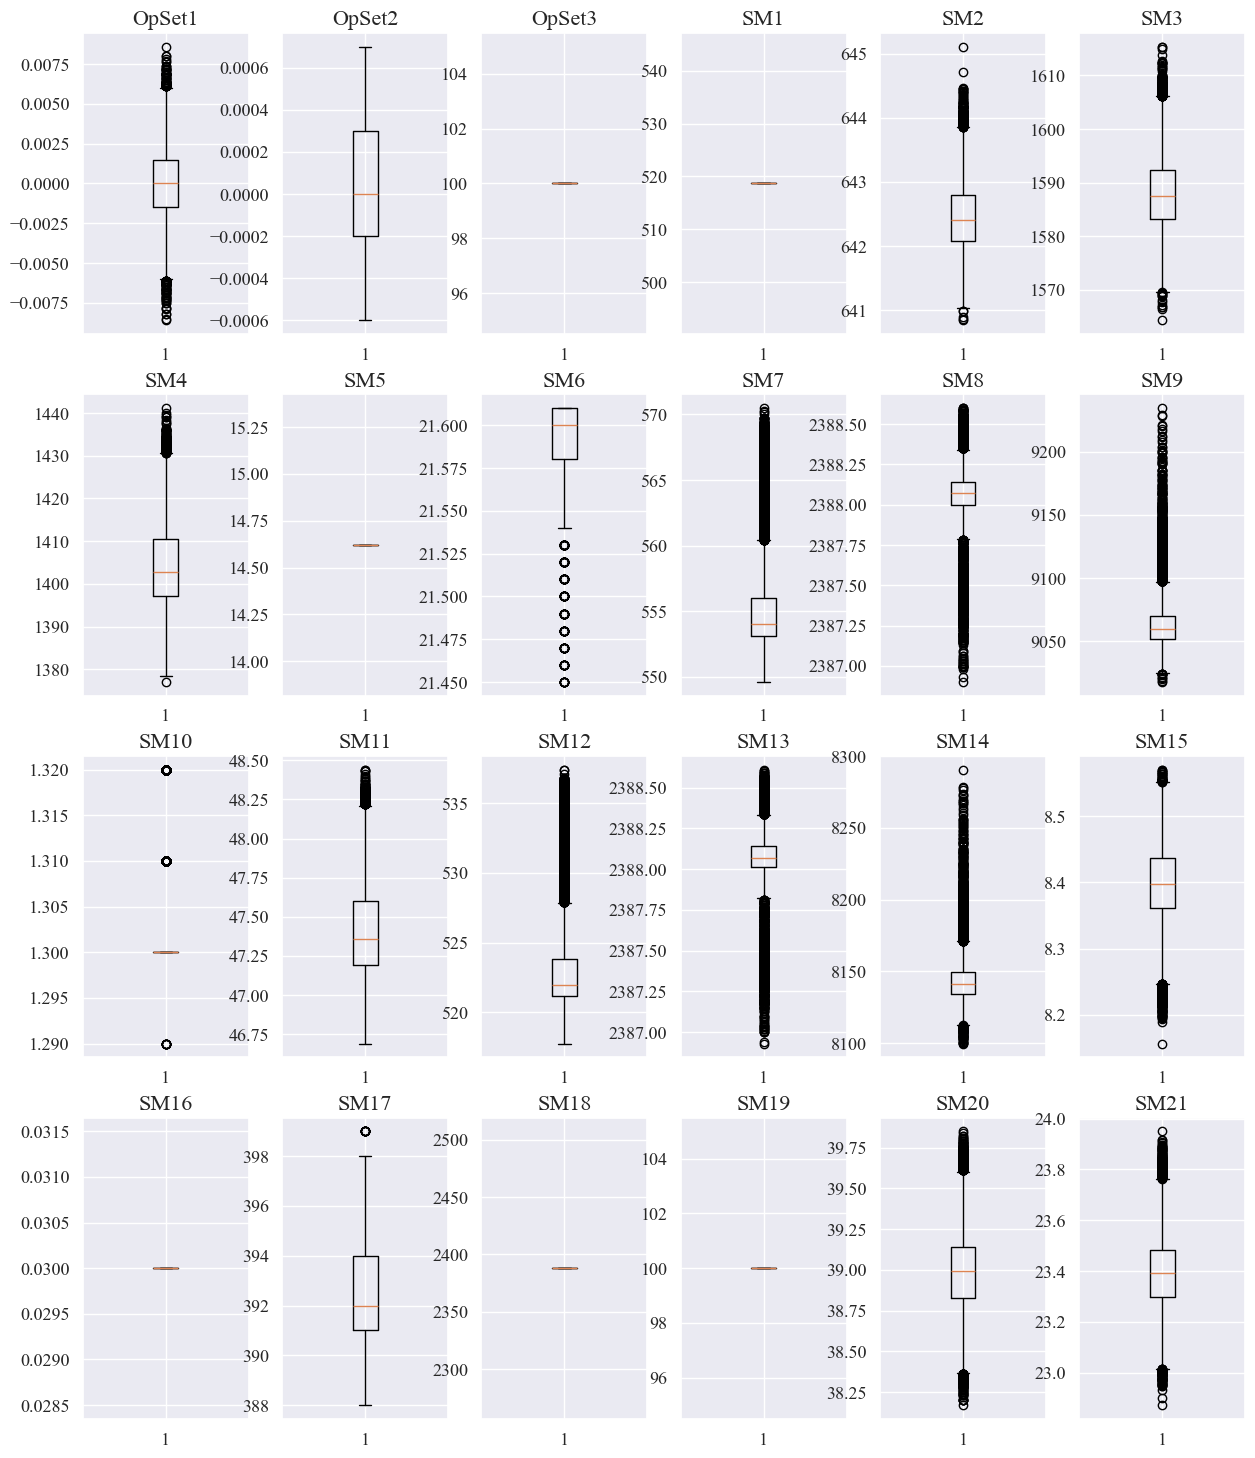 OpSet1 OpSet2 OpSet3 SM1 SM2 SM3
0.0075 0.0050 0.0025 0.0000 −0.0025 −0.0050 −0.0075
0.0006 0.0004 0.0002 0.0000 −0.0002 −0.0004 −0.0006
104 102 100 98 96
540 530 520 510 500
645 644 643 642 641
1610 1600 1590 1580 1570
1 1 1 1 1 1
SM4 SM5 SM6 SM7 SM8 SM9
1440 1430 1420 1410 1400 1390 1380
15.25 15.00 14.75 14.50 14.25 14.00
21.600 21.575 21.550 21.525 21.500 21.475 21.450
570 565 560 555 550
2388.50 2388.25 2388.00 2387.75 2387.50 2387.25 2387.00
9200 9150 9100 9050
1 1 1 1 1 1
SM10 SM11 SM12 SM13 SM14 SM15
1.320 1.315 1.310 1.305 1.300 1.295 1.290
48.50 48.25 48.00 47.75 47.50 47.25 47.00 46.75
535 530 525 520
2388.50 2388.25 2388.00 2387.75 2387.50 2387.25 2387.00
8300 8250 8200 8150 8100
8.5 8.4 8.3 8.2
1 1 1 1 1 1
SM16 SM17 SM18 SM19 SM20 SM21
0.0315 0.0310 0.0305 0.0300 0.0295 0.0290 0.0285
398 396 394 392 390 388
2500 2450 2400 2350 2300
104 102 100 98 96
39.75 39.50 39.25 39.00 38.75 38.50 38.25
24.0 23.8 23.6 23.4 23.2 23.0
1 1 1 1 1 1